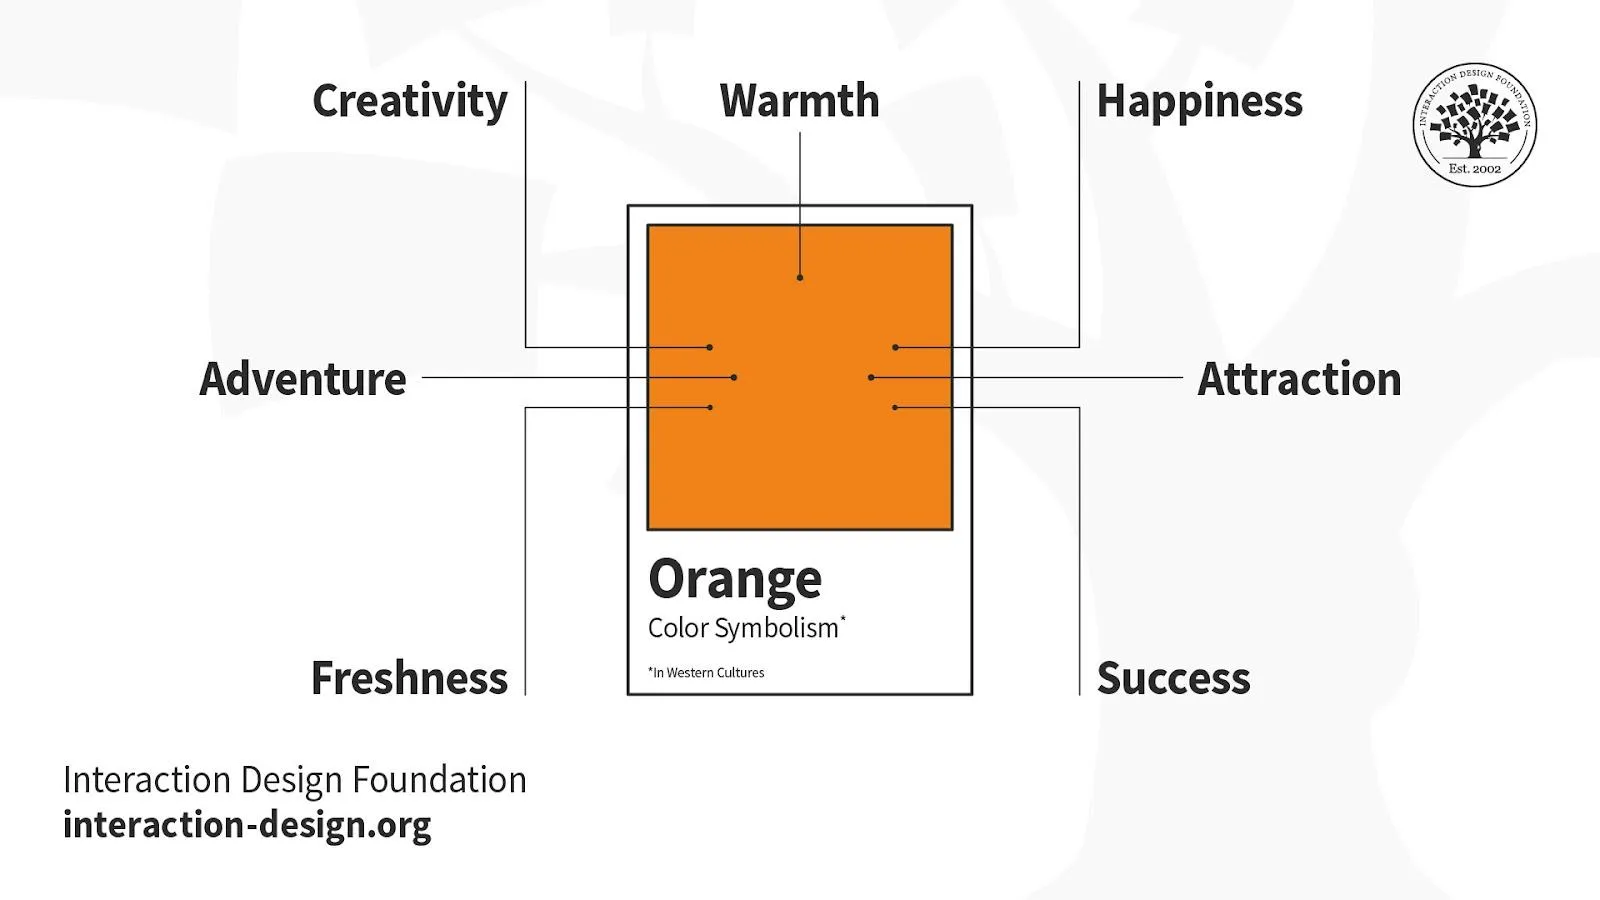 Creativity
Warmth
Happiness
INTERACTION DESIGN FOUNDATION
Est. 2002
Adventure
Attraction
Orange
Color Symbolism*
*In Western Cultures
Freshness
Success
Interaction Design Foundation
interaction-design.org